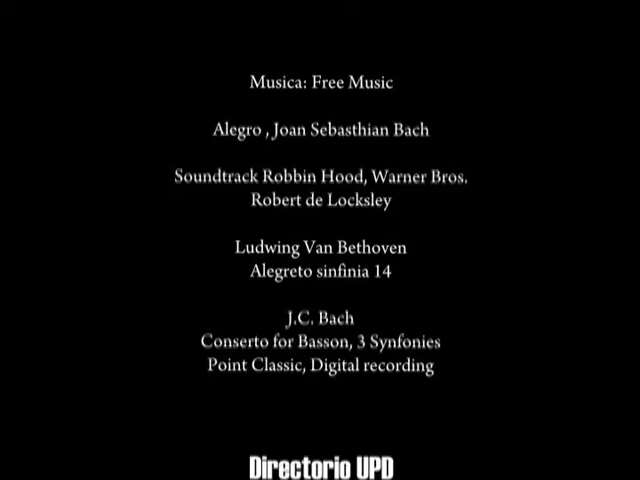 Musica: Free Music
Alegro , Joan Sebasthian Bach
Soundtrack Robbin Hood, Warner Bros.
Robert de Locksley
Ludwing Van Bethoven
Alegreto sinfinia 14
J.C. Bach
Conserto for Basson, 3 Synfonies
Point Classic, Digital recording
Directorio UPD